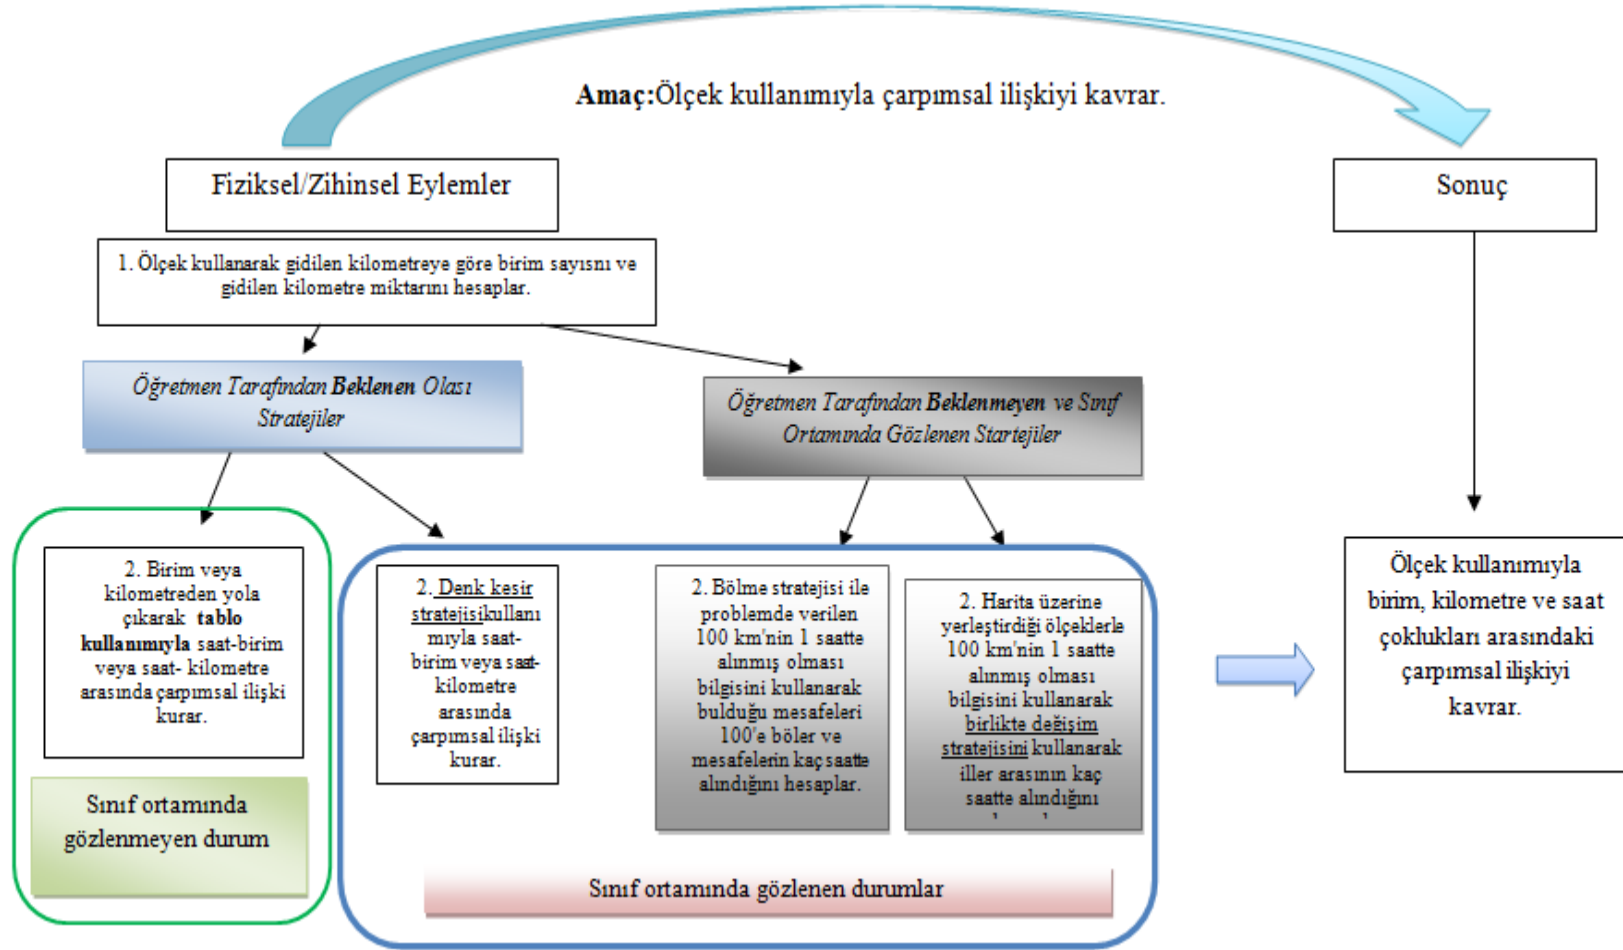 Amaç:Ölçek kullanımıyla çarpımsal ilişkiyi kavrar.
Fiziksel/Zihinsel Eylemler
Sonuç
1. Ölçek kullanarak gidilen kilometreye göre birim sayısnı ve
gidilen kilometre miktarını hesaplar.
Öğretmen Tarafından Beklenen Olası
Stratejiler
Öğretmen Tarafından Beklenmeyen ve Sınıf
Ortamında Gözlenen Startejiler
2. Birim veya
kilometreden yola
çıkarak tablo
kullanımıyla saat-birim
veya saat- kilometre
arasında çarpımsal ilişki
kurar.
Sınıf ortamında
gözlenmeyen durum
2. Denk kesir
stratejisikullanı
mıyla saat-
birim veya saat-
kilometre
arasında
çarpımsal ilişki
kurar.
2. Bölme stratejisi ile
problemde verilen
100 km'nin 1 saatte
alınmış olması
bilgisini kullanarak
bulduğu mesafeleri
100'e böler ve
mesafelerin kaç saatte
alındığını hesaplar.
2. Harita üzerine
yerleştirdiği ölçeklerle
100 km'nin 1 saatte
alınmış olması
bilgisini kullanarak
birlikte değişim
stratejisini kullanarak
iller arasının kaç
saatte alındığını
Sınıf ortamında gözlenen durumlar
Ölçek kullanımıyla
birim, kilometre ve saat
çoklukları arasındaki
çarpımsal ilişkiyi
kavrar.